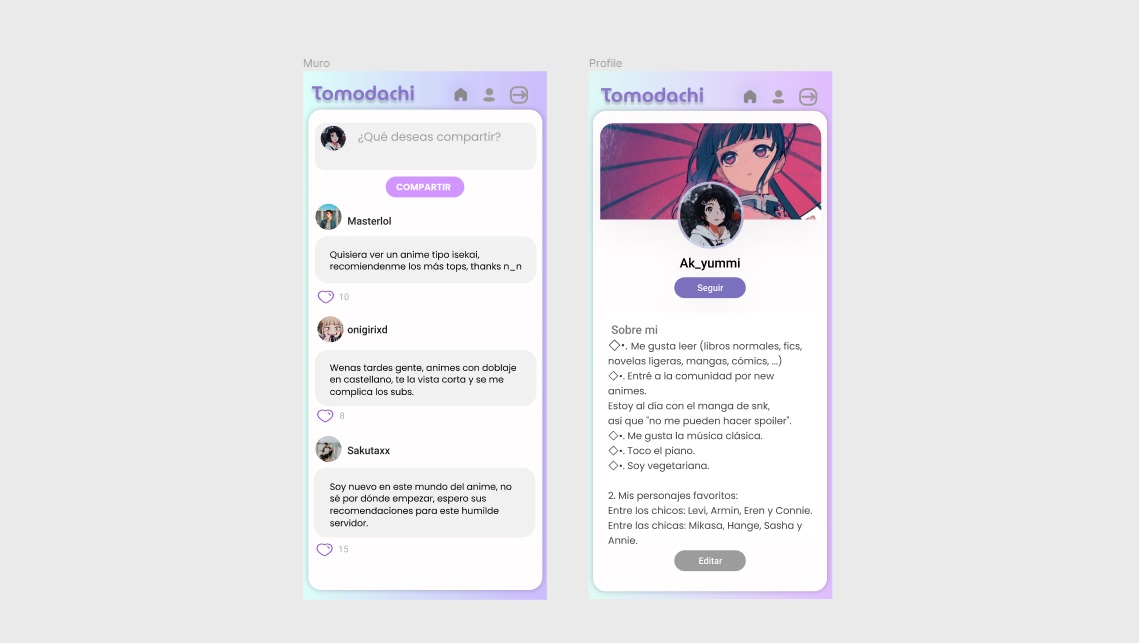 Muro
Tomodachi
¿Qué deseas compartir?
COMPARTIR
Masterlol
Quisiera ver un anime tipo isekai,
recomiendenme los más tops, thanks n_n
10
onigirixd
Wenas tardes gente, animes con doblaje
en castellano, te la vista corta y se me
complica los subs.
8
Sakutaxx
Soy nuevo en este mundo del anime, no
sé por dónde empezar, espero sus
recomendaciones para este humilde
servidor.
15
Profile
Tomodachi
Ak_yummi
Seguir
Sobre mi
◇•. Me gusta leer (libros normales, fics,
novelas ligeras, mangas, cómics, ...)
◇•. Entré a la comunidad por new
animes.
Estoy al día con el manga de snk,
así que "no me pueden hacer spoiler".
◇•. Me gusta la música clásica.
◇•. Toco el piano.
◇•. Soy vegetariana.
2. Mis personajes favoritos:
Entre los chicos: Levi, Armin, Eren y Connie.
Entre las chicas: Mikasa, Hange, Sasha y
Annie.
Editar